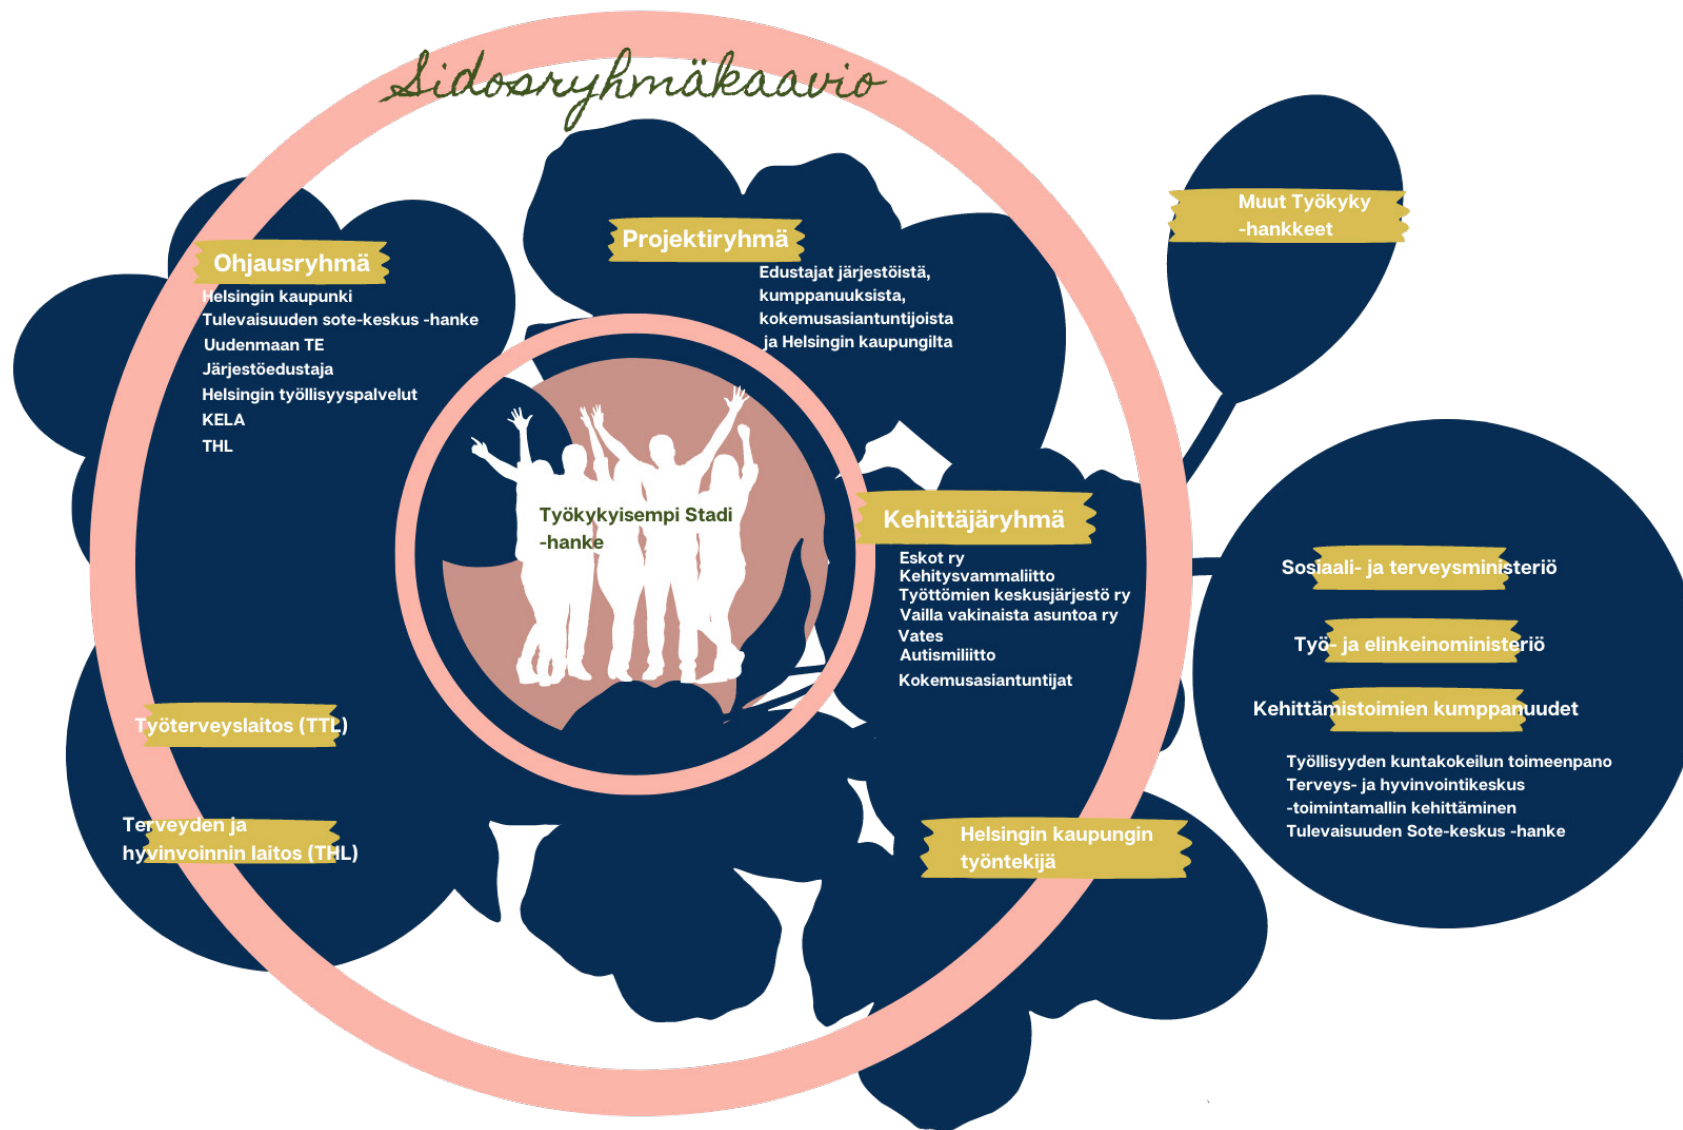 Sidosryhmäkaavio
Ohjausryhmä
Helsingin kaupunki
Tulevaisuuden sote-keskus -hanke
Uudenmaan TE
Järjestöedustaja
Helsingin työllisyyspalvelut
KELA
THL
Projektiryhmä
Edustajat järjestöistä,
kumppanuuksista,
kokemusasiantuntijoista
ja Helsingin kaupungilta
Muut Työkyky
-hankkeet
Työkykyisempi Stadi
-hanke
Kehittäjäryhmä
Eskot ry
Kehitysvammaliitto
Työttömien keskusjärjestö ry
Vailla vakinaista asuntoa ry
Vates
Autismiliitto
Kokemusasiantuntijat
Sosiaali- ja terveysministeriö
Työ- ja elinkeinoministeriö
Kehittämistoimien kumppanuudet
Työllisyyden kuntakokeilun toimeenpano
Terveys- ja hyvinvointikeskus
-toimintamallin kehittäminen
Tulevaisuuden Sote-keskus -hanke
Työterveyslaitos (TTL)
Terveyden ja
hyvinvoinnin laitos (THL)
Helsingin kaupungin
työntekijä